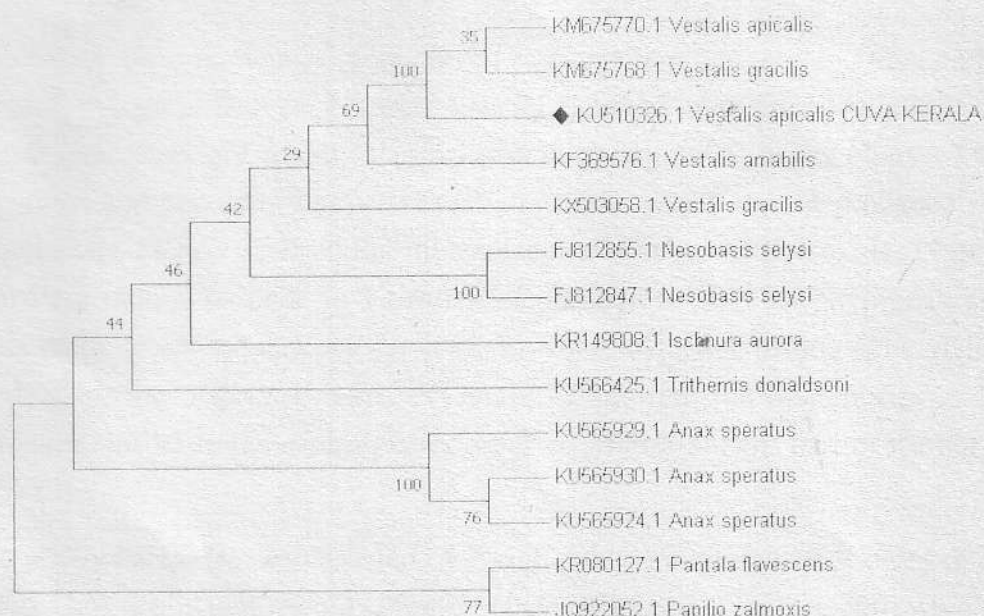 35
KM675770.1 Vestalis apicalis
100
KM675768.1 Vestalis gracilis
69
KU510326.1 Vestalis apicalis CUVA KERALA
29
KF369576.1 Vestalis amabilis
42
KX503058.1 Vestalis gracilis
46
FJ812855.1 Nesobasis selysi
100
FJ812847.1 Nesobasis selysi
44
KR149808.1 Ischnura aurora
KU566425.1 Trithemis donaldsoni
KU565929.1 Anax speratus
100
KU565930.1 Anax speratus
76
KU565924.1 Anax speratus
KR080127.1 Pantala flavescens
77
JQ922052.1 Papilio zalmoxis